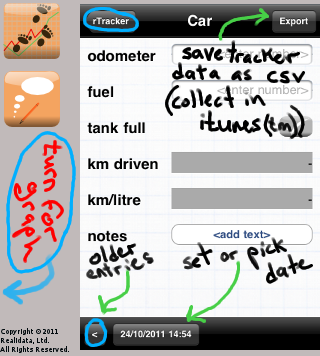 rTracker
Car
Export
odometer
<enter number>
save tracker
data as csv
(collect in
itunes(tm))
fuel
<enter number>
tank full
km driven
km/litre
notes
<add text>
turn for
graph
older
entries
set or pick
date
<
24/10/2011 14:54
Copyright © 2011
Realidata, Ltd.
All Rights Reserved.